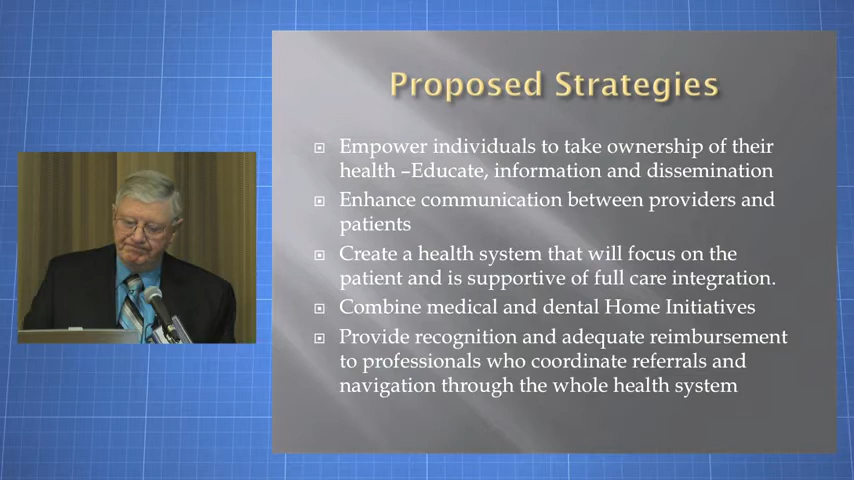 Proposed Strategies
Empower individuals to take ownership of their
health –Educate, information and dissemination
Enhance communication between providers and
patients
Create a health system that will focus on the
patient and is supportive of full care integration.
Combine medical and dental Home Initiatives
Provide recognition and adequate reimbursement
to professionals who coordinate referrals and
navigation through the whole health system